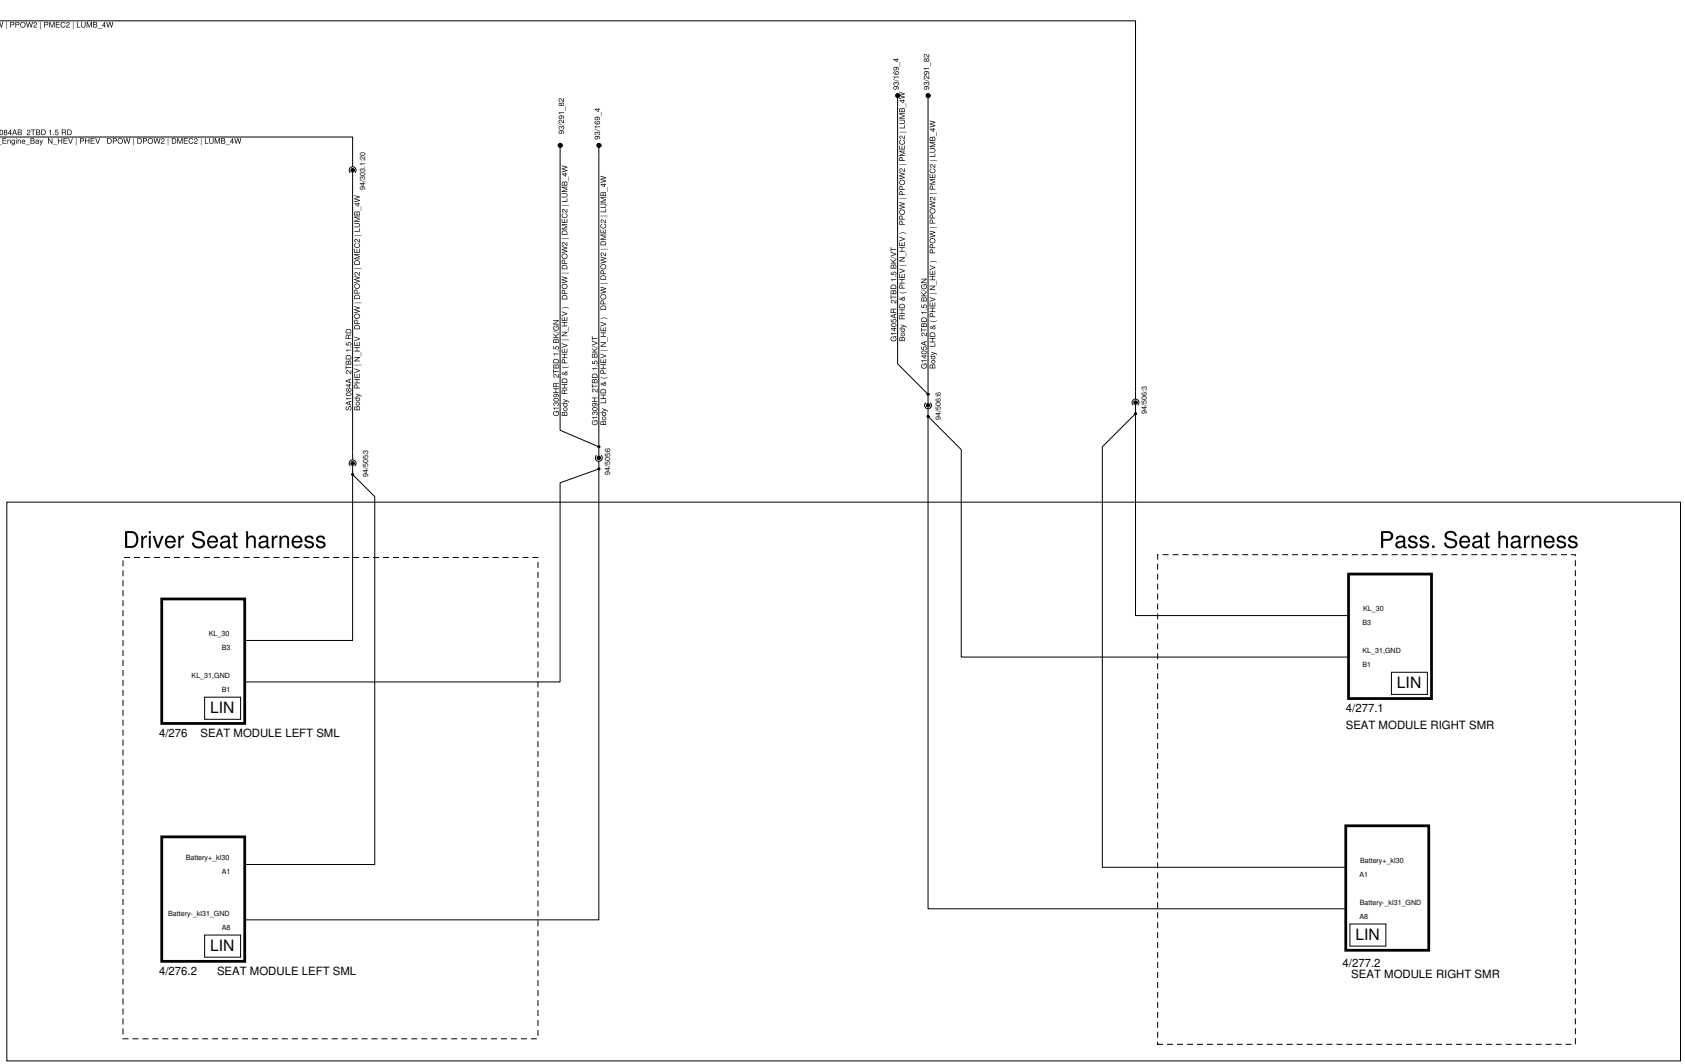 | PPOW2 | PMEC2 | LUMB_4W
084AB 2TBD 1.5 RD
_Engine_Bay N_HEV | PHEV DPOW | DPOW2 | DMEC2 | LUMB_4W
94/303.1:20
SA1084A 2TBD 1.5 RD
Body PHEV | N_HEV DPOW | DPOW2 | DMEC2 | LUMB_4W
94/505:3
93/291_82
G1309HR 2TBD 1.5 BK/GN
Body RHD & ( PHEV | N_HEV ) DPOW | DPOW2 | DMEC2 | LUMB_4W
93/169_4
G1309H 2TBD 1.5 BK/VT
Body LHD & ( PHEV | N_HEV ) DPOW | DPOW2 | DMEC2 | LUMB_4W
94/505:6
93/169_4
G1405AR 2TBD 1.5 BK/VT
Body RHD & ( PHEV | N_HEV ) PPOW | PPOW2 | PMEC2 | LUMB_4W
93/291_82
G1405A 2TBD 1.5 BK/GN
Body LHD & ( PHEV | N_HEV ) PPOW | PPOW2 | PMEC2 | LUMB_4W
94/506:6
94/506:3
Driver Seat harness
KL_30
B3
KL_31,GND
B1
LIN
4/276 SEAT MODULE LEFT SML
Battery+_kl30
A1
Battery-_kl31_GND
A8
LIN
4/276.2 SEAT MODULE LEFT SML
Pass. Seat harness
KL_30
B3
KL_31,GND
B1
LIN
4/277.1
SEAT MODULE RIGHT SMR
Battery+_kl30
A1
Battery-_kl31_GND
A8
LIN
4/277.2
SEAT MODULE RIGHT SMR